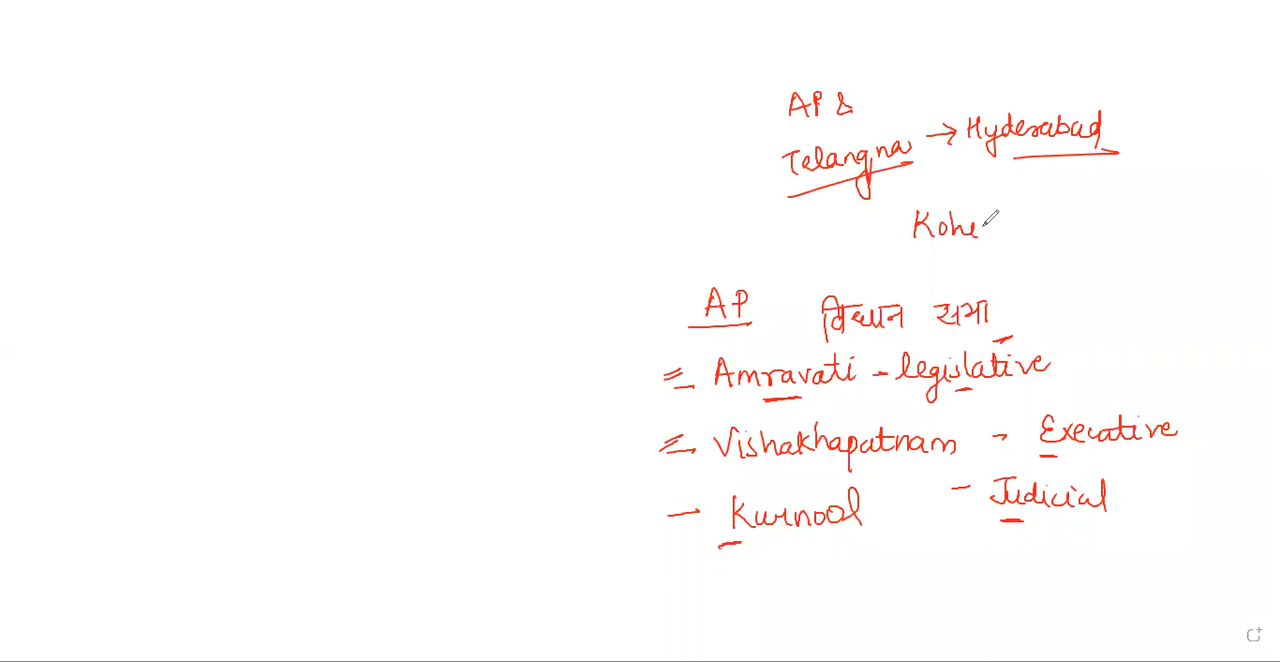 AP &
Telangna → Hyderabad
Kohe
AP विधान सभा
Amravati - legislative
Vishakhapatnam - Executive
- Kurnool - Judicial